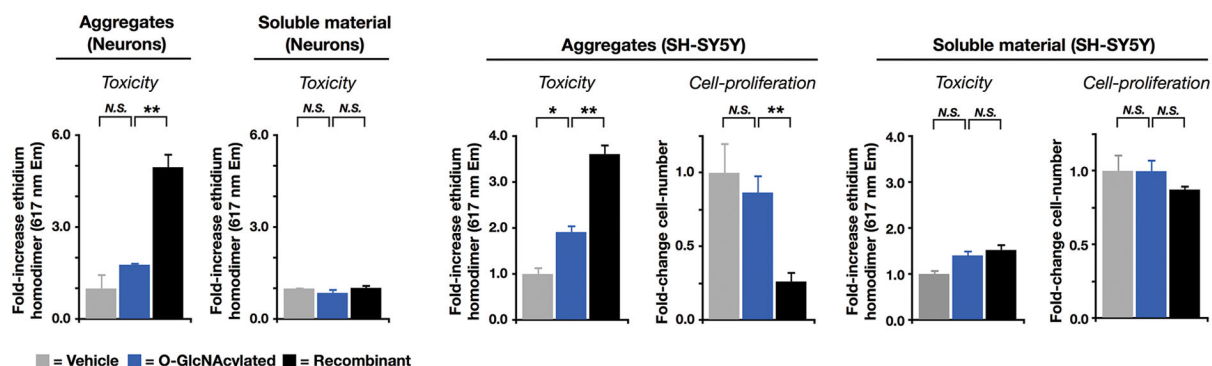 Aggregates
(Neurons)
Toxicity
N.S.
**
6.0
3.0
0.0
Fold-increase ethidium
homodimer (617 nm Em)
Soluble material
(Neurons)
Toxicity
N.S.
N.S.
6.0
3.0
0.0
Fold-increase ethidium
homodimer (617 nm Em)
Aggregates (SH-SY5Y)
Toxicity
*
**
4.0
3.0
2.0
1.0
0.0
Fold-increase ethidium
homodimer (617 nm Em)
Cell-proliferation
N.S.
**
1.0
0.5
0.0
Fold-change cell-number
Soluble material (SH-SY5Y)
Toxicity
N.S.
N.S.
4.0
3.0
2.0
1.0
0.0
Fold-increase ethidium
homodimer (617 nm Em)
Cell-proliferation
N.S.
N.S.
1.0
0.5
0.0
Fold-change cell-number
= Vehicle = O-GlcNAcylated = Recombinant